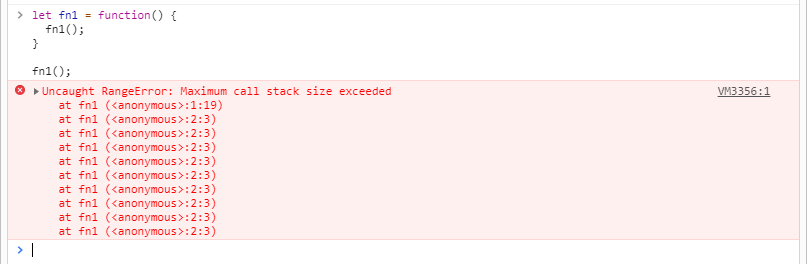 let fn1 = function() {
fn1();
}
fn1();
Uncaught RangeError: Maximum call stack size exceeded VM3356:1
at fn1 (<anonymous>:1:19)
at fn1 (<anonymous>:2:3)
at fn1 (<anonymous>:2:3)
at fn1 (<anonymous>:2:3)
at fn1 (<anonymous>:2:3)
at fn1 (<anonymous>:2:3)
at fn1 (<anonymous>:2:3)
at fn1 (<anonymous>:2:3)
at fn1 (<anonymous>:2:3)
at fn1 (<anonymous>:2:3)